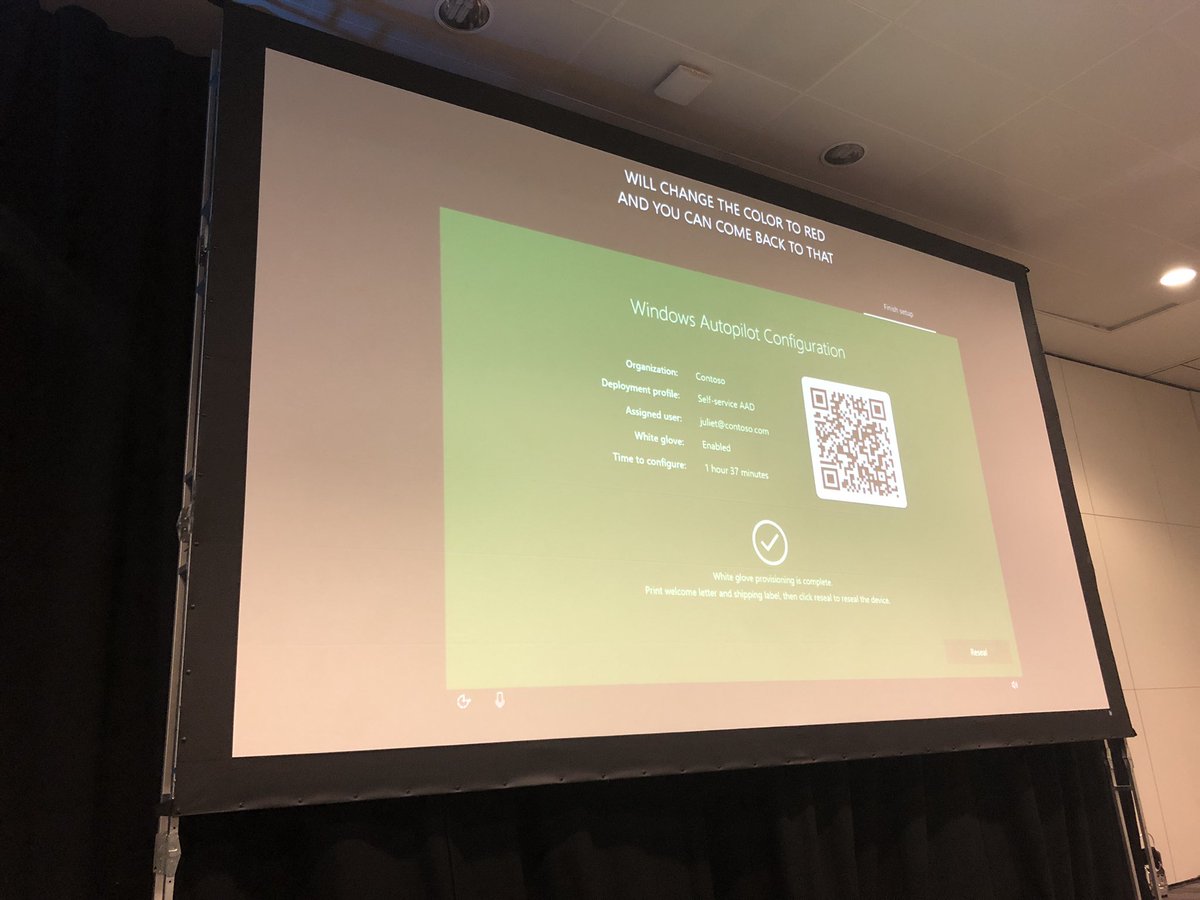 WILL CHANGE THE COLOR TO RED
AND YOU CAN COME BACK TO THAT
Finish setup
Windows Autopilot Configuration
Organization: Contoso
Deployment profile: Self-service AAD
Assigned user: juliet@contoso.com
White glove: Enabled
Time to configure: 1 hour 37 minutes
White glove provisioning is complete.
Print welcome letter and shipping label, then click reseal to reseal the device.
Reseal